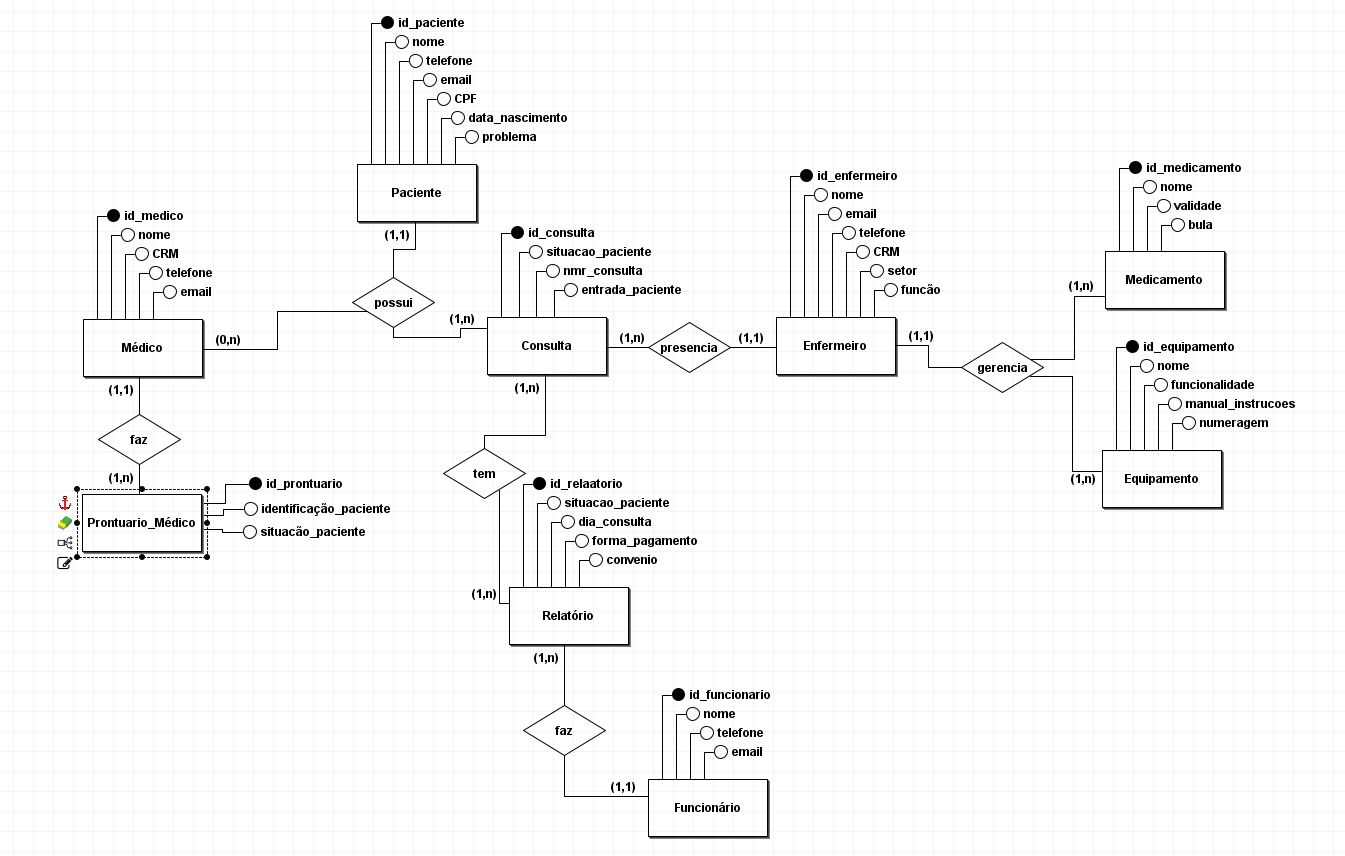 id_paciente
nome
telefone
email
CPF
data_nascimento
problema
Paciente
(1,1)
id_medico
nome
CRM
telefone
email
Médico
(0,n)
possui
(1,n)
id_consulta
situacao_paciente
nmr_consulta
entrada_paciente
Consulta
(1,n)
presencia
(1,1)
id_enfermeiro
nome
email
telefone
CRM
setor
funcão
Enfermeiro
(1,1)
gerencia
(1,n)
id_medicamento
nome
validade
bula
Medicamento
(1,n)
id_equipamento
nome
funcionalidade
manual_instrucoes
numeragem
Equipamento
(1,1)
faz
(1,n)
id_prontuario
identificação_paciente
situacão_paciente
Prontuario_Médico
(1,n)
tem
(1,n)
id_relaatorio
situacao_paciente
dia_consulta
forma_pagamento
convenio
Relatório
(1,n)
faz
(1,1)
id_funcionario
nome
telefone
email
Funcionário